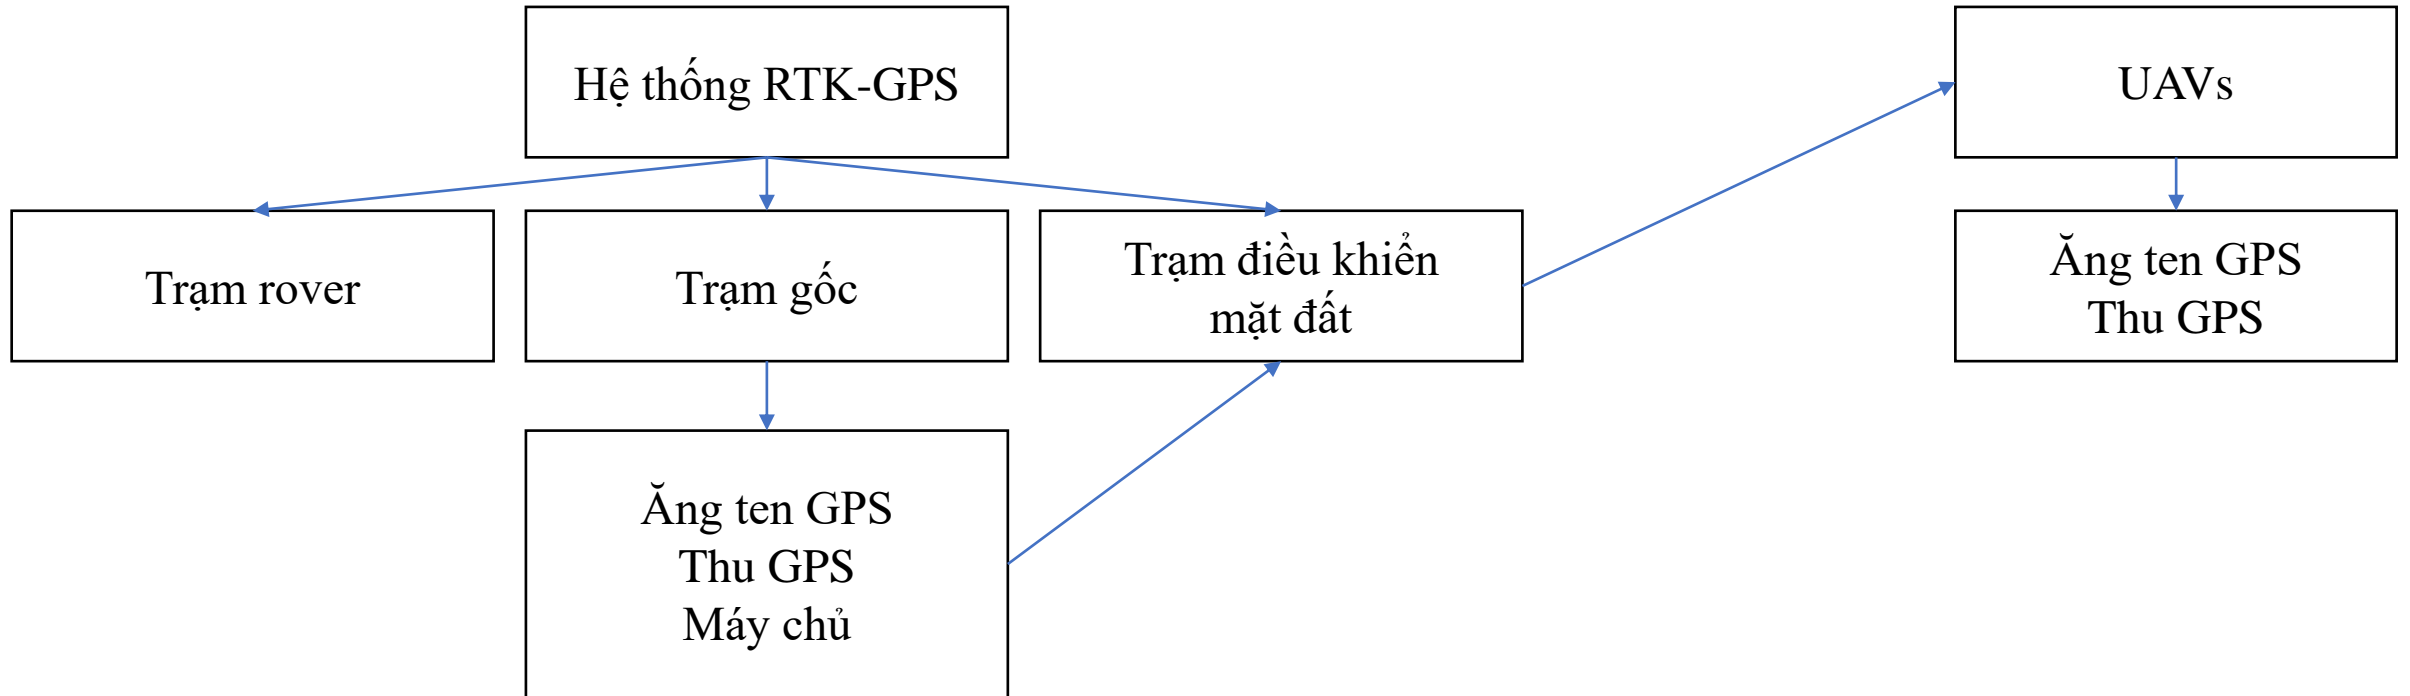 Hệ thống RTK-GPS
UAVs
Trạm rover
Trạm gốc
Trạm điều khiển
mặt đất
Ăng ten GPS
Thu GPS
Ăng ten GPS
Thu GPS
Máy chủ